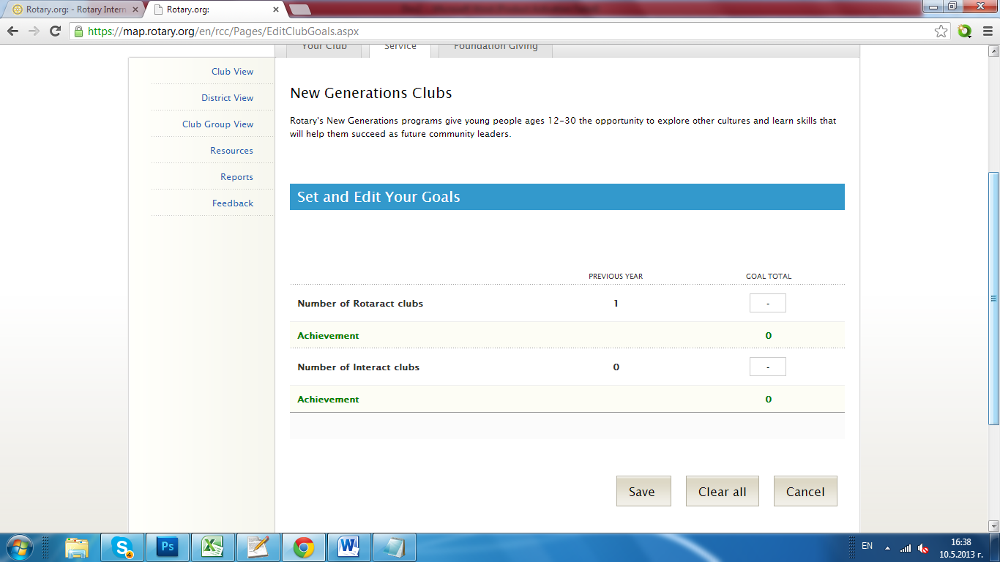 Rotary.org: - Rotary Intern
Rotary.org:
https://map.rotary.org/en/rcc/Pages/EditClubGoals.aspx
Your Club
Service
Foundation Giving
Club View
District View
Club Group View
Resources
Reports
Feedback
New Generations Clubs
Rotary's New Generations programs give young people ages 12-30 the opportunity to explore other cultures and learn skills that
will help them succeed as future community leaders.
Set and Edit Your Goals
PREVIOUS YEAR GOAL TOTAL
Number of Rotaract clubs 1 -
Achievement 0
Number of Interact clubs 0 -
Achievement 0
Save Clear all Cancel
4
Ps
EN
16:38
10.5.2013 г.